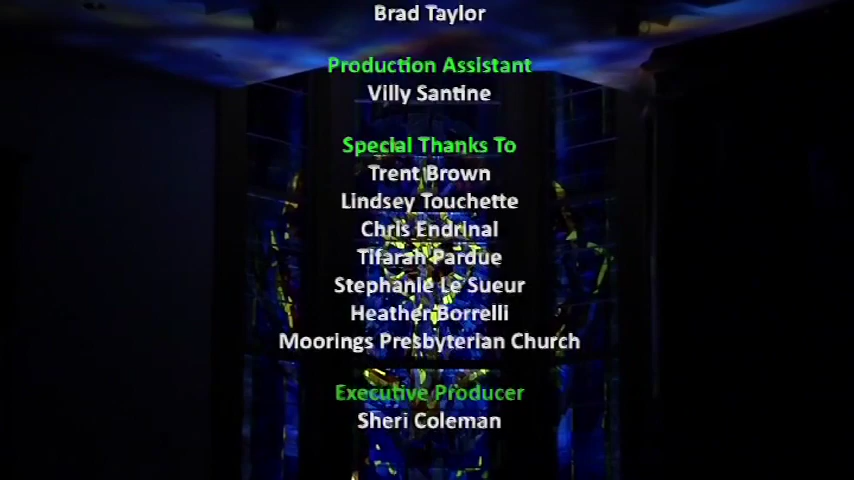 Brad Taylor
Production Assistant
Villy Santine
Special Thanks To
Trent Brown
Lindsey Touchette
Chris Endrinal
Tifarah Pardue
Stephanie Le Sueur
Heather Borrelli
Moorings Presbyterian Church
Executive Producer
Sheri Coleman